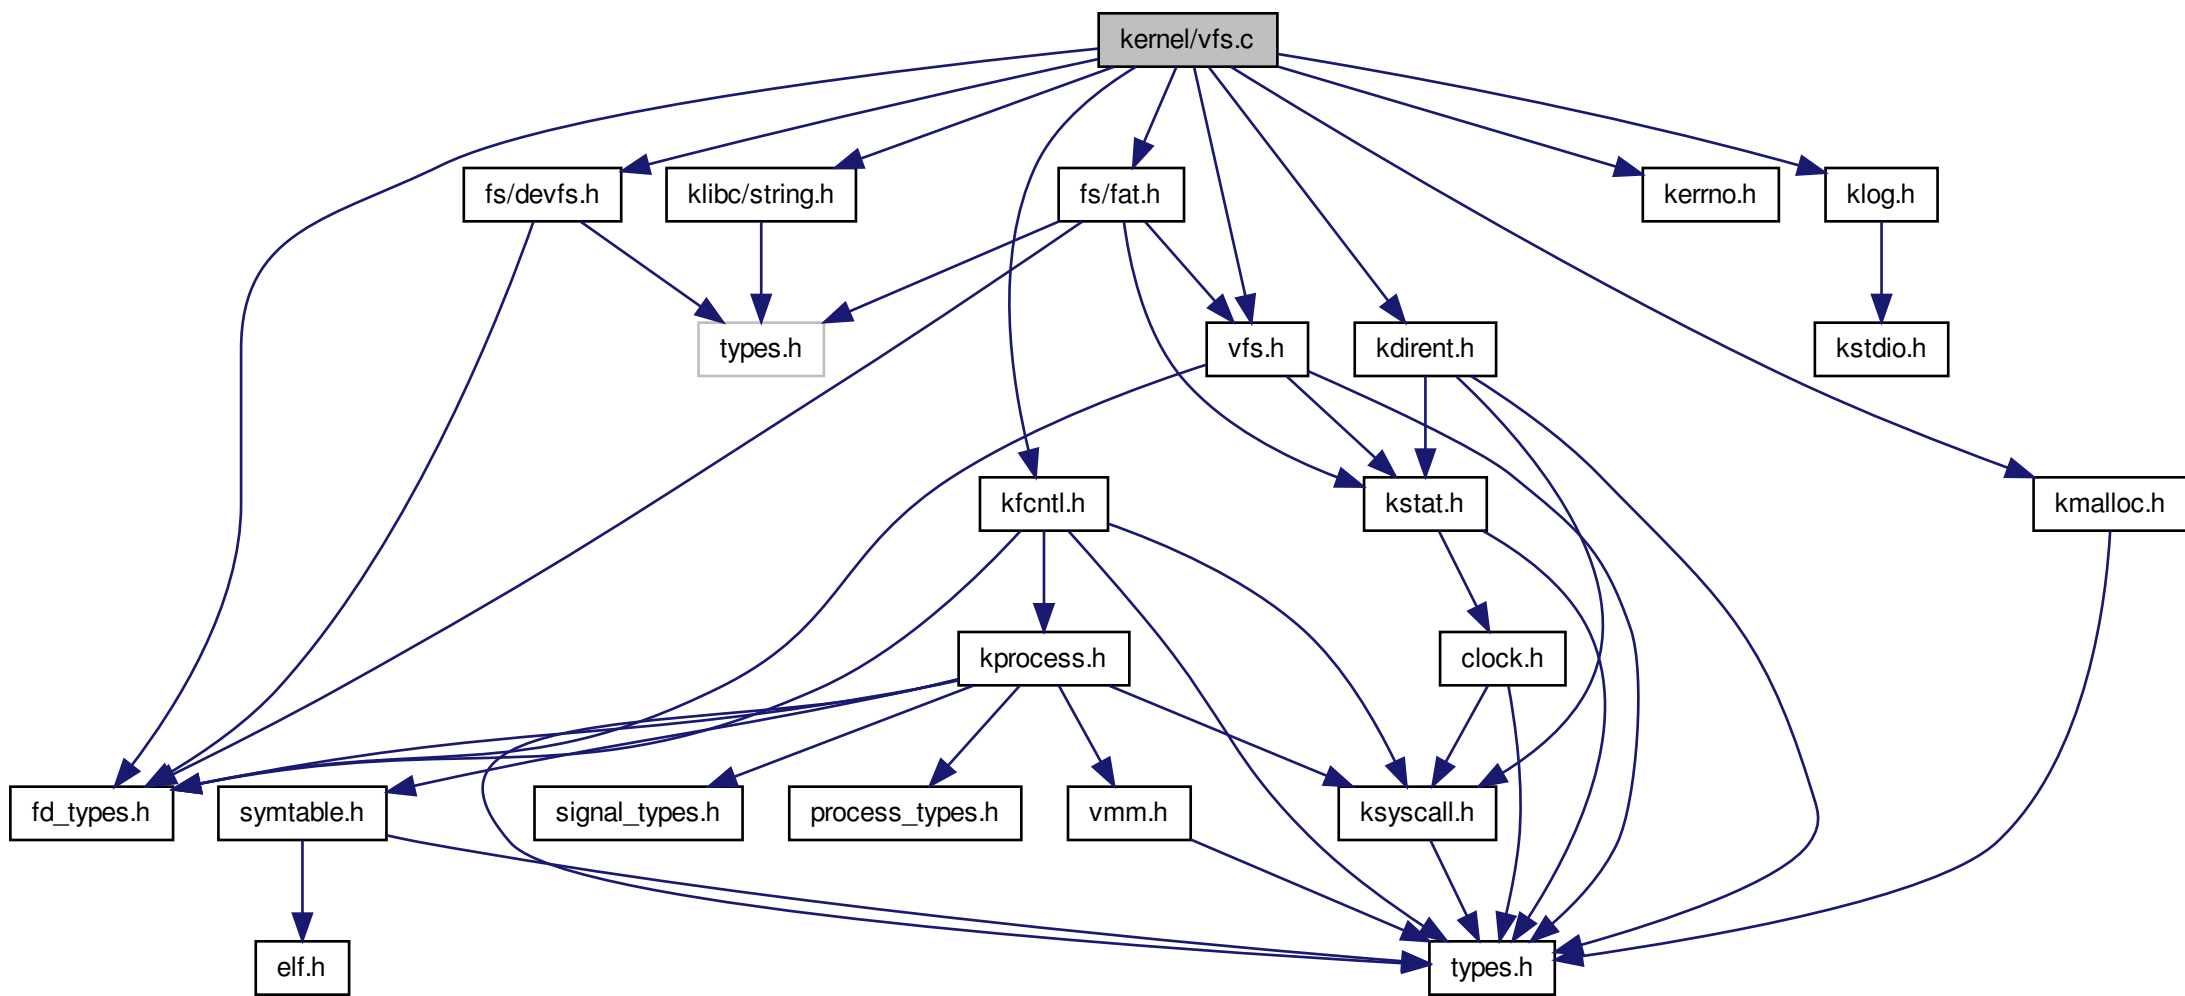 kernel/vfs.c
fs/devfs.h
klibc/string.h
fs/fat.h
kerrno.h
klog.h
types.h
vfs.h
kdirent.h
kstdio.h
kfcntl.h
kstat.h
kmalloc.h
kprocess.h
clock.h
fd_types.h
symtable.h
signal_types.h
process_types.h
vmm.h
ksyscall.h
elf.h
types.h